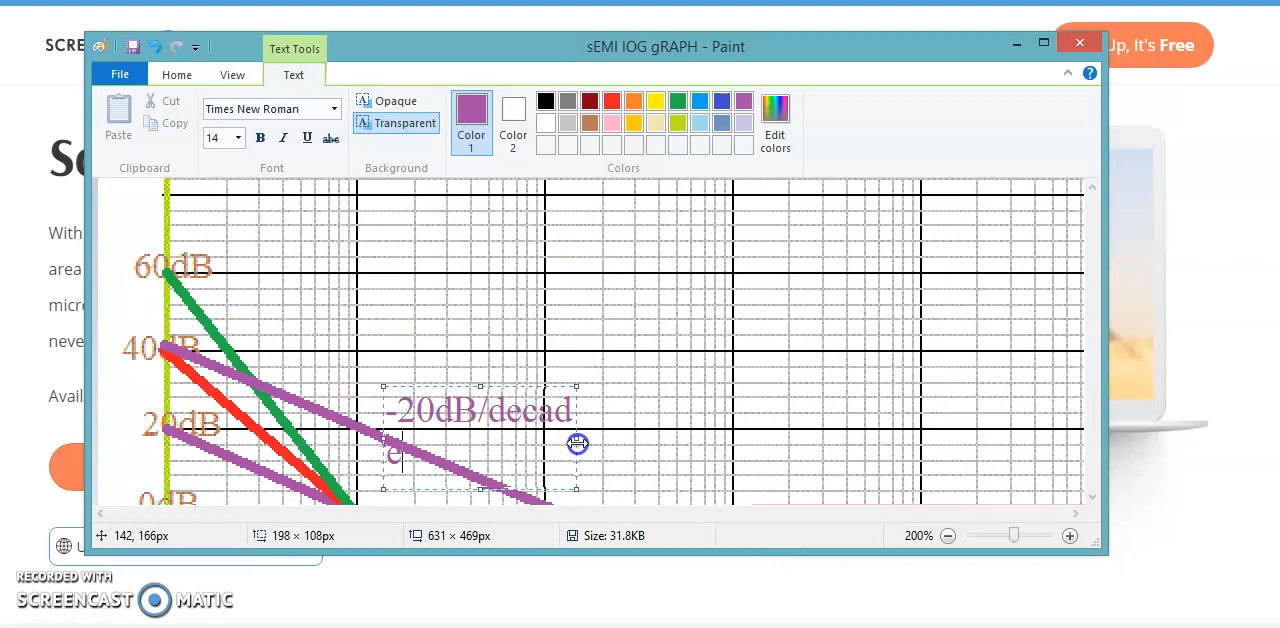 SCRE
Text Tools
sEMI lOG gRAPH - Paint
Up, It's Free
File
Home
View
Text
Paste
Cut
Copy
Clipboard
Times New Roman
14
B I U abc
Font
Opaque
Transparent
Background
Color
1
Color
2
Edit
colors
Colors
Sc
With
area
micro
neve
Avail
60dB
40dB
20dB
0dB
-20dB/decad
e
142, 166px
198 × 108px
631 × 469px
Size: 31.8KB
200%
RECORDED WITH
SCREENCAST MATIC